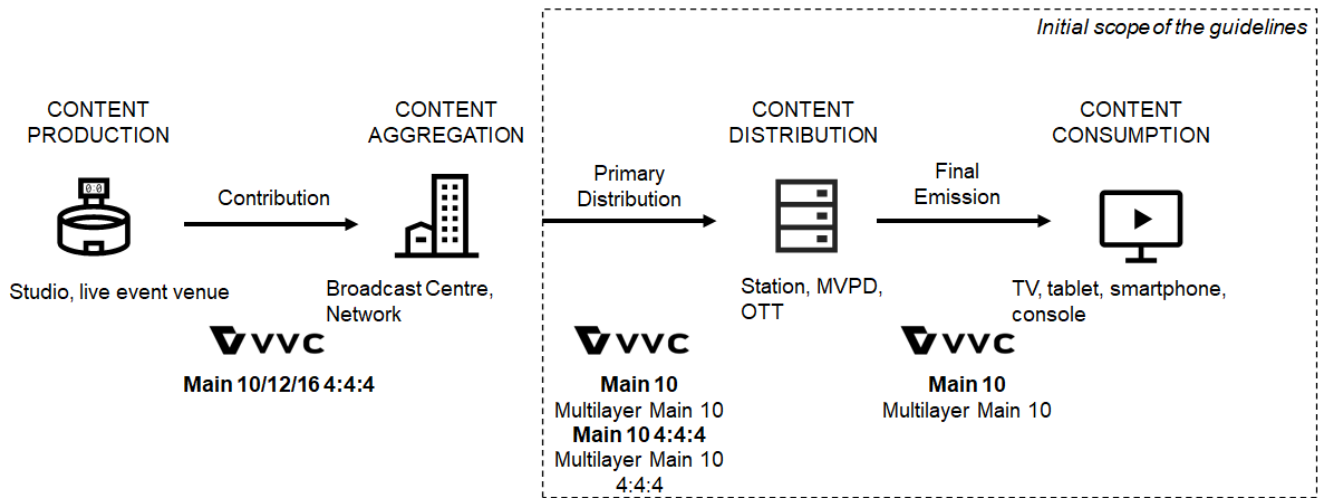 Initial scope of the guidelines
CONTENT
PRODUCTION
CONTENT
AGGREGATION
CONTENT
DISTRIBUTION
CONTENT
CONSUMPTION
0:0
Contribution
Primary
Distribution
Final
Emission
Studio, live event venue
Broadcast Centre,
Network
Station, MVPD,
OTT
TV, tablet, smartphone,
console
VVC
Main 10/12/16 4:4:4
VVC
Main 10
Multilayer Main 10
Main 10 4:4:4
Multilayer Main 10
4:4:4
VVC
Main 10
Multilayer Main 10